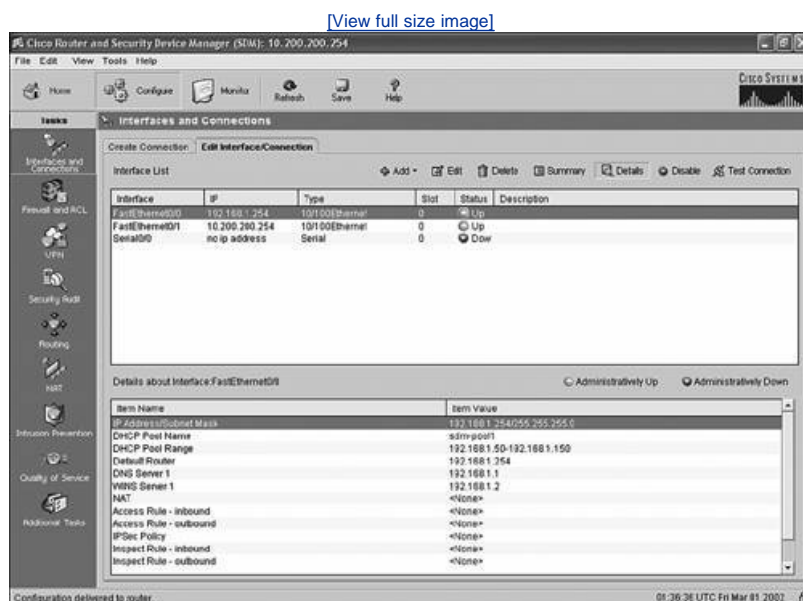 [View full size image]
Cisco Router and Security Device Manager (SDM): 10.200.200.254
File Edit View Tools Help
Home Configure Monitor Refresh Save Help
CISCO SYSTEMS
Tasks
Interfaces and Connections
Interfaces and Connections
Create Connection Edit Interface/Connection
Interface List
Add Edit Delete Summary Details Disable Test Connection
Interface IP Type Slot Status Description
FastEthernet0/0 192.168.1.254 10/100Ethernet 0 Up
FastEthernet0/1 10.200.200.254 10/100Ethernet 0 Up
Serial0/0 no ip address Serial 0 Dow
Firewall and ACL
VPN
Security Audit
Routing
NAT
Intrusion Prevention
Quality of Service
Additional Tasks
Details about Interface:FastEthernet0/0
Administratively Up Administratively Down
Item Name Item Value
IP Address/Subnet Mask 192.168.1.254/255.255.255.0
DHCP Pool Name sdm-pool1
DHCP Pool Range 192.168.1.50-192.168.1.150
Default Router 192.168.1.254
DNS Server 1 192.168.1.1
WINS Server 1 192.168.1.2
NAT <None>
Access Rule - inbound <None>
Access Rule - outbound <None>
IPSec Policy <None>
Inspect Rule - inbound <None>
Inspect Rule - outbound <None>
Configuration delivered to router.
01:36:36 UTC Fri Mar 01 2002